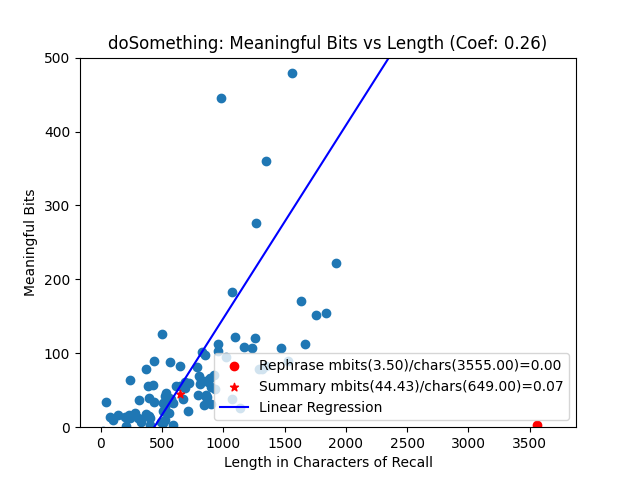 doSomething: Meaningful Bits vs Length (Coef: 0.26)
500
400
300
200
100
0
Meaningful Bits
Rephrase mbits(3.50)/chars(3555.00)=0.00
Summary mbits(44.43)/chars(649.00)=0.07
Linear Regression
0 500 1000 1500 2000 2500 3000 3500
Length in Characters of Recall